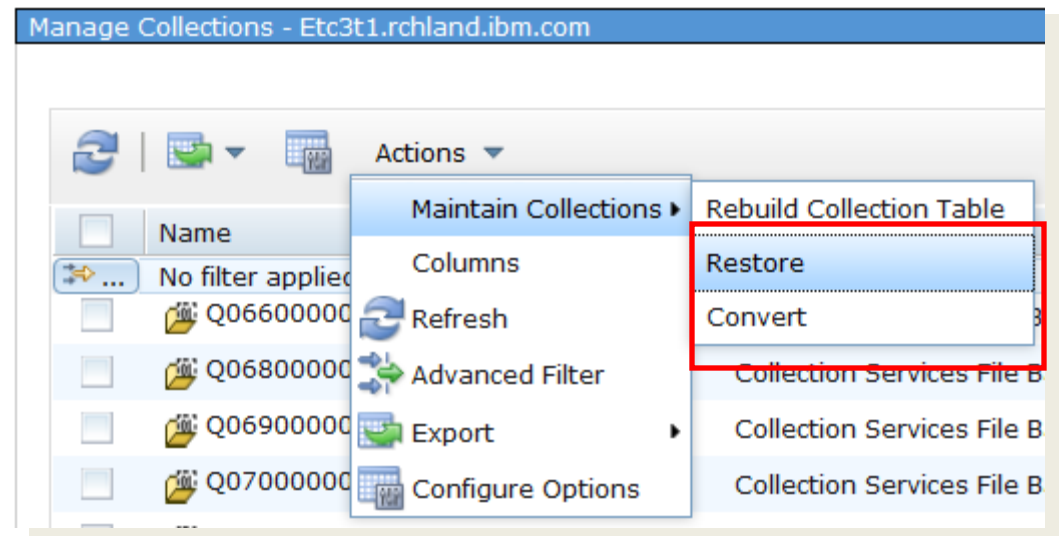 Manage Collections - Etc3t1.rchland.ibm.com
Actions
Maintain Collections
Rebuild Collection Table
Name
Columns
Restore
...
No filter applied
Q06600000
Refresh
Convert
Q06800000
Advanced Filter
Collection Services File B
Q06900000
Export
Collection Services File B
Q07000000
Configure Options
Collection Services File B